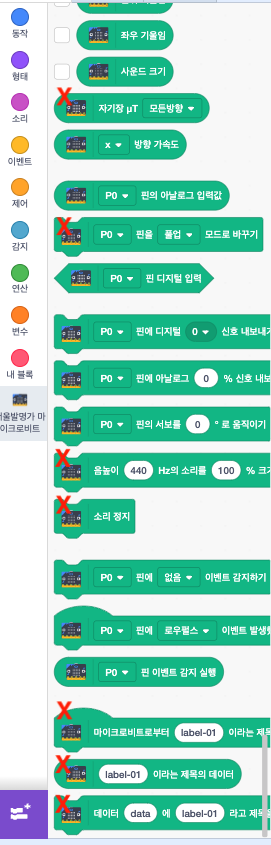 동작
형태
소리
이벤트
제어
감지
연산
변수
내 블록
마
이크로비트
좌우 기울임
사운드 크기
X 자기장 µT 모든방향
x 방향 가속도
P0 핀의 아날로그 입력값
X P0 핀을 풀업 모드로 바꾸기
P0 핀 디지털 입력
P0 핀에 디지털 0 신호 내보내
P0 핀에 아날로그 0 % 신호 내보
P0 핀의 서보를 0 ° 로 움직이기
X 음높이 440 Hz의 소리를 100 % 크
X 소리 정지
P0 핀에 없음 이벤트 감지하기
P0 핀에 로우펄스 이벤트 발생
P0 핀 이벤트 감지 실행
X 마이크로비트로부터 label-01 이라는 제목
X label-01 이라는 제목의 데이터
X 데이터 data 에 label-01 라고 제목